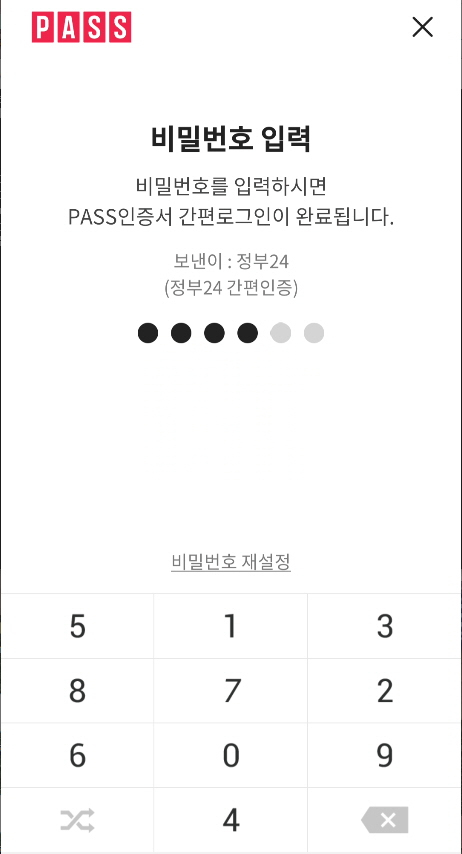 PASS
비밀번호 입력
비밀번호를 입력하시면
PASS인증서 간편로그인이 완료됩니다.
보낸이 : 정부24
(정부24 간편인증)
비밀번호 재설정
5 1 3
8 7 2
6 0 9
4